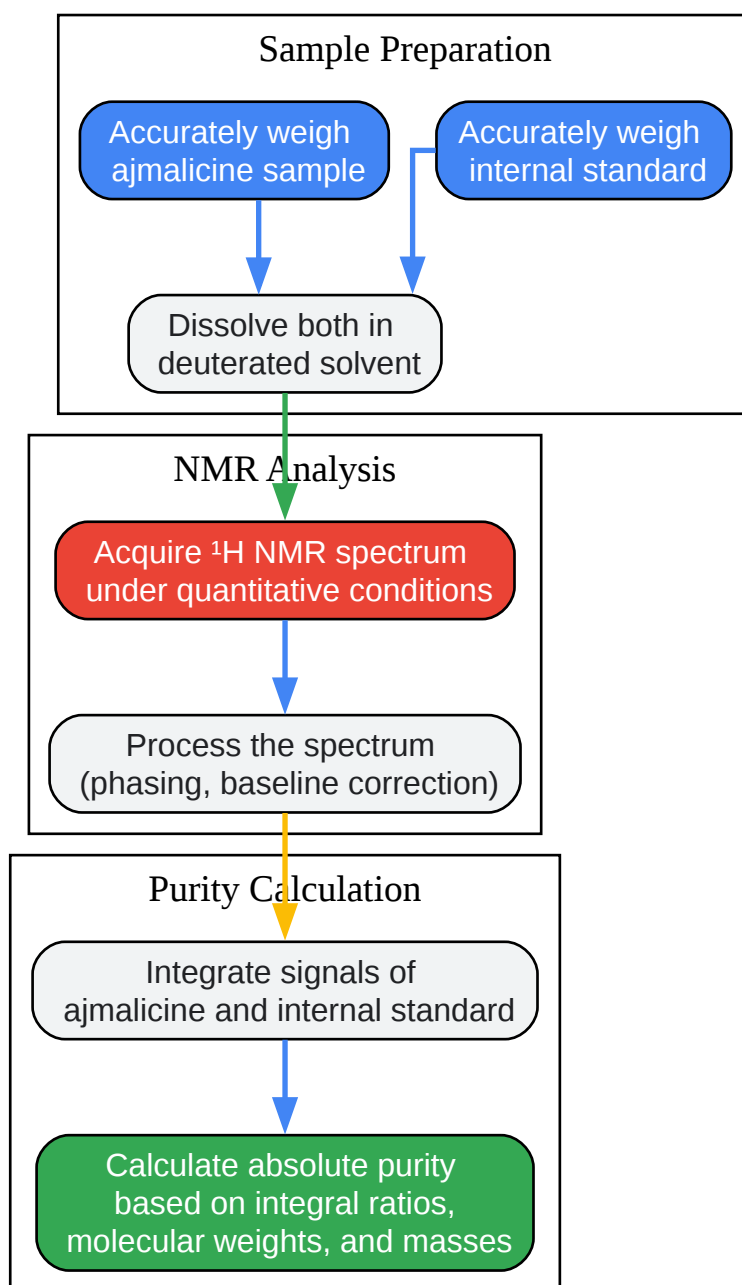 Sample Preparation
Accurately weigh
ajmalicine sample
Accurately weigh
internal standard
Dissolve both in
deuterated solvent
NMR Analysis
Acquire ¹H NMR spectrum
under quantitative conditions
Process the spectrum
(phasing, baseline correction)
Purity Calculation
Integrate signals of
ajmalicine and internal standard
Calculate absolute purity
based on integral ratios,
molecular weights, and masses